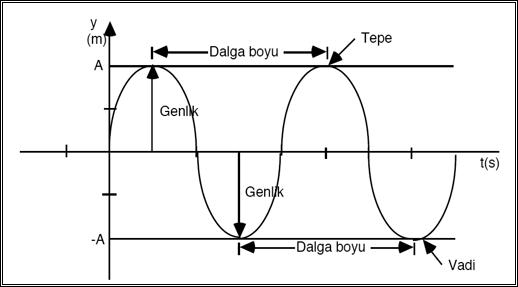 y
(m)
Dalga boyu
Tepe
A
Genlik
t(s)
Genlik
-A
Dalga boyu
Vadi